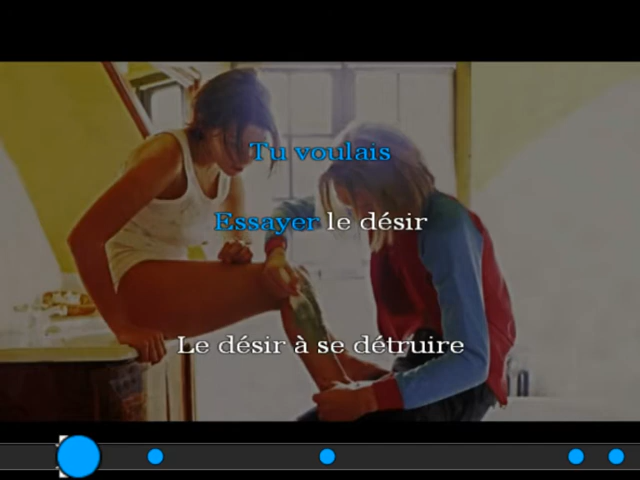 Tu voulais
Essayer le désir
Le désir à se détruire